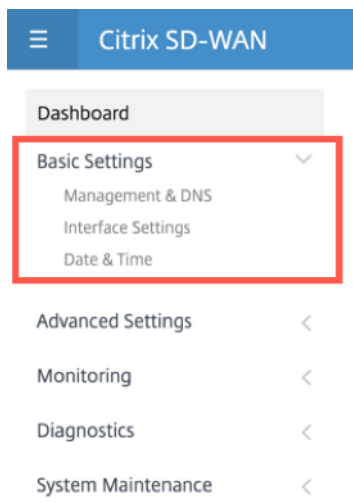 Citrix SD-WAN
Dashboard
Basic Settings
Management & DNS
Interface Settings
Date & Time
Advanced Settings
Monitoring
Diagnostics
System Maintenance